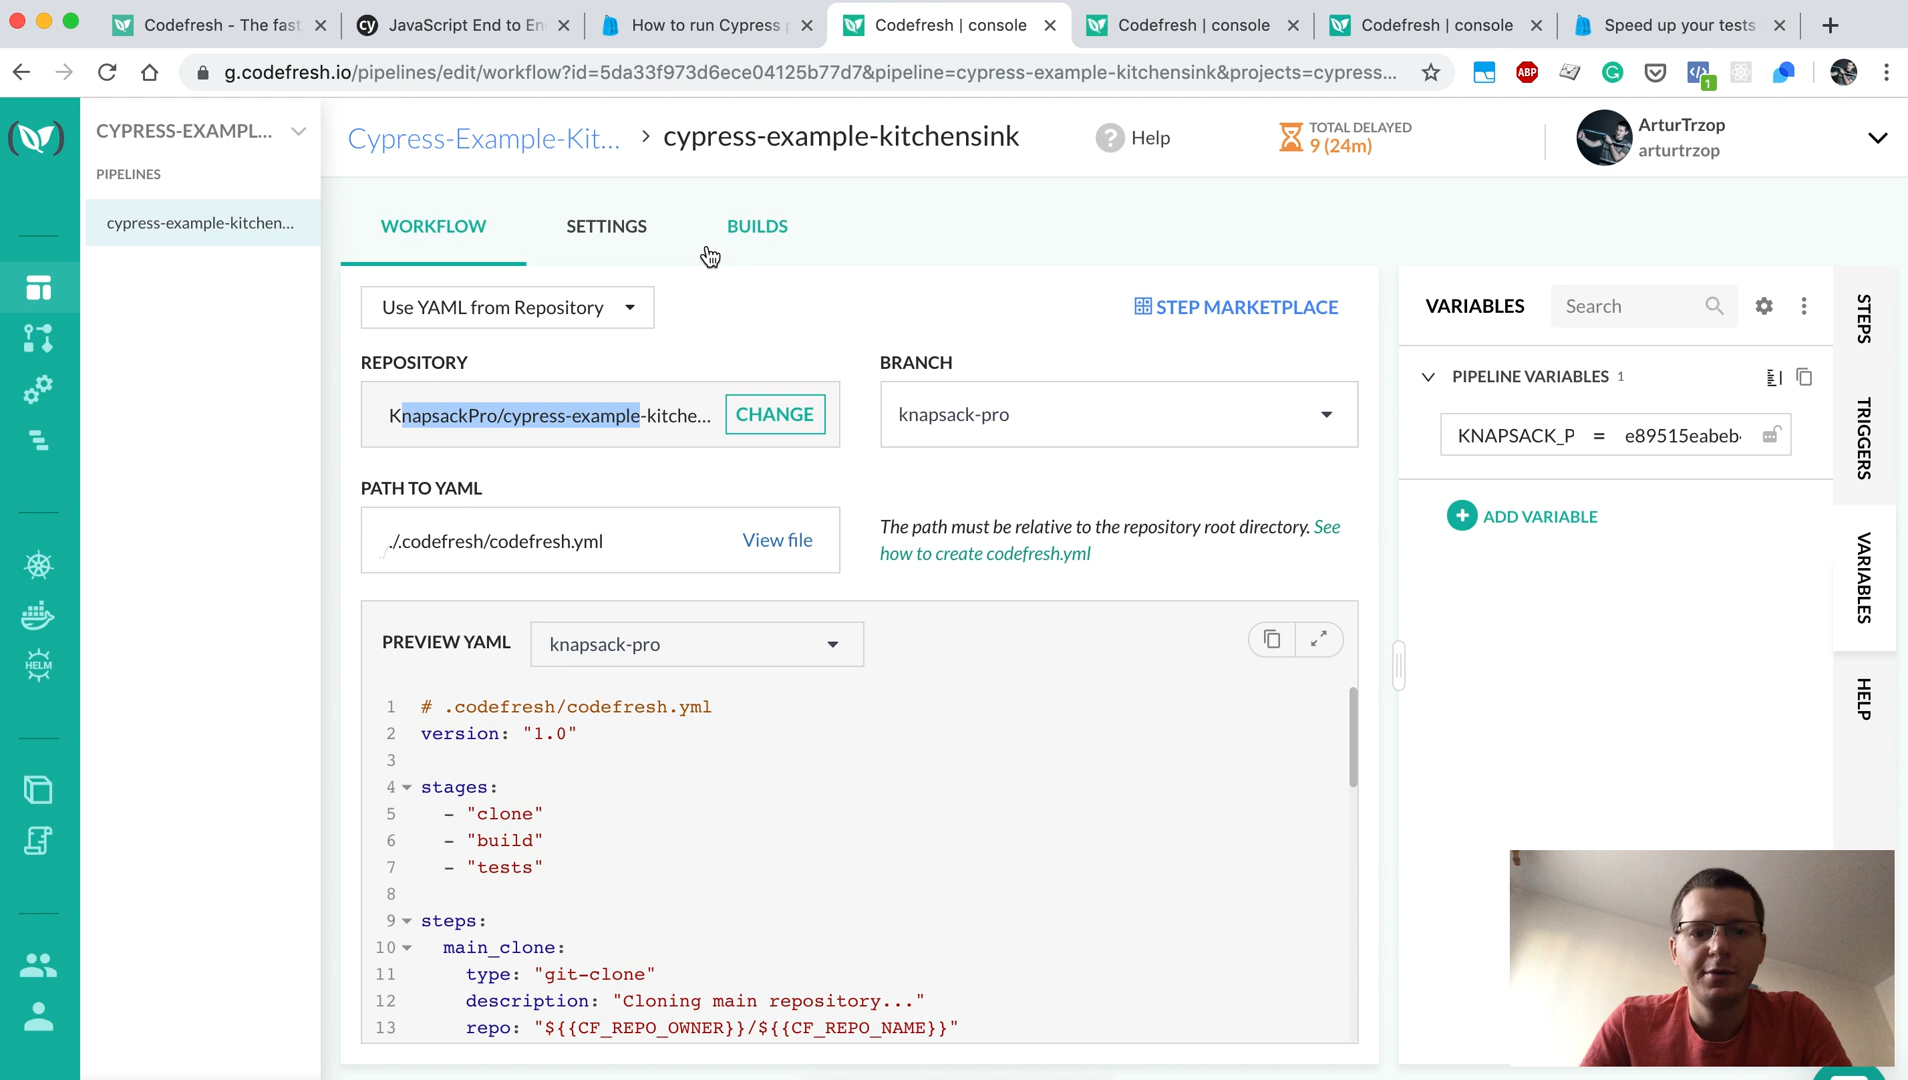 Codefresh - The fast
JavaScript End to En
How to run Cypress p
Codefresh | console
Codefresh | console
Codefresh | console
Speed up your tests
g.codefresh.io/pipelines/edit/workflow?id=5da33f973d6ece04125b77d7&pipeline=cypress-example-kitchensink&projects=cypress...
ABP
1
CYPRESS-EXAMPL...
PIPELINES
cypress-example-kitchen...
HELM
Cypress-Example-Kit... > cypress-example-kitchensink
? Help
TOTAL DELAYED
9 (24m)
ArturTrzop
arturtrzop
WORKFLOW
SETTINGS
BUILDS
Use YAML from Repository
STEP MARKETPLACE
REPOSITORY
KnapsackPro/cypress-example-kitche...
CHANGE
BRANCH
knapsack-pro
PATH TO YAML
./.codefresh/codefresh.yml
View file
The path must be relative to the repository root directory. See
how to create codefresh.yml
PREVIEW YAML
knapsack-pro
1 # .codefresh/codefresh.yml
2 version: "1.0"
3
4 stages:
5 - "clone"
6 - "build"
7 - "tests"
8
9 steps:
10 main_clone:
11 type: "git-clone"
12 description: "Cloning main repository..."
13 repo: "${{CF_REPO_OWNER}}/${{CF_REPO_NAME}}"
VARIABLES
Search
PIPELINE VARIABLES 1
KNAPSACK_P = e89515eabeb
ADD VARIABLE
STEPS
TRIGGERS
VARIABLES
HELP